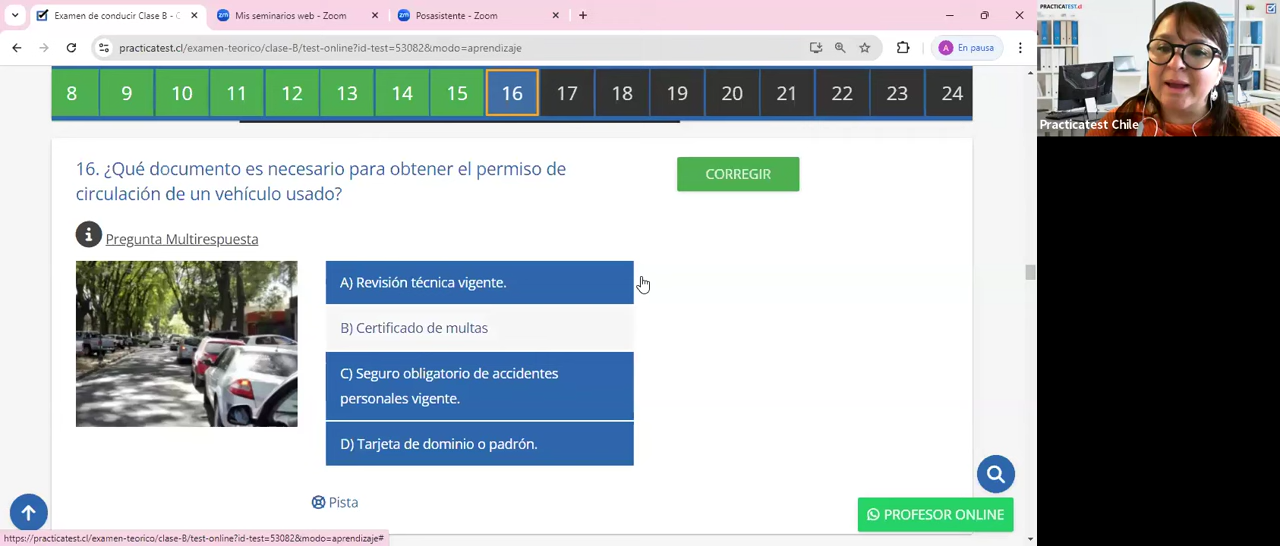 Examen de conducir Clase B - C
Mis seminarios web - Zoom
Posasistente - Zoom
practicatest.cl/examen-teorico/clase-B/test-online?id-test=53082&modo=aprendizaje
A
En pausa
PRACTICATEST.cl
Practicatest Chile
8 9 10 11 12 13 14 15 16 17 18 19 20 21 22 23 24
16. ¿Qué documento es necesario para obtener el permiso de
circulación de un vehículo usado?
CORREGIR
Pregunta Multirespuesta
A) Revisión técnica vigente.
B) Certificado de multas
C) Seguro obligatorio de accidentes
personales vigente.
D) Tarjeta de dominio o padrón.
Pista
PROFESOR ONLINE
https://practicatest.cl/examen-teorico/clase-B/test-online?id-test=53082&modo=aprendizaje#